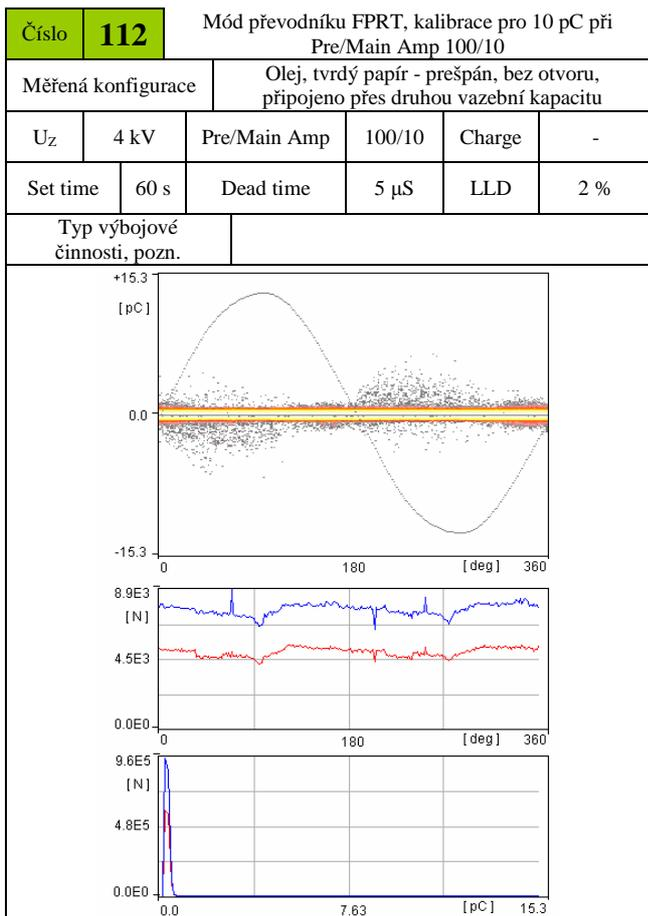 Číslo 112 Mód převodníku FPRT, kalibrace pro 10 pC při
Pre/Main Amp 100/10
Měřená konfigurace Olej, tvrdý papír - prešpán, bez otvoru,
připojeno přes druhou vazební kapacitu
UZ 4 kV Pre/Main Amp 100/10 Charge -
Set time 60 s Dead time 5 μS LLD 2 %
Typ výbojové
činnosti, pozn.
+15.3
[pC]
0.0
-15.3
0 180 [deg] 360
8.9E3
[N]
4.5E3
0.0E0
0 180 [deg] 360
9.6E5
[N]
4.8E5
0.0E0
0.0 7.63 [pC] 15.3